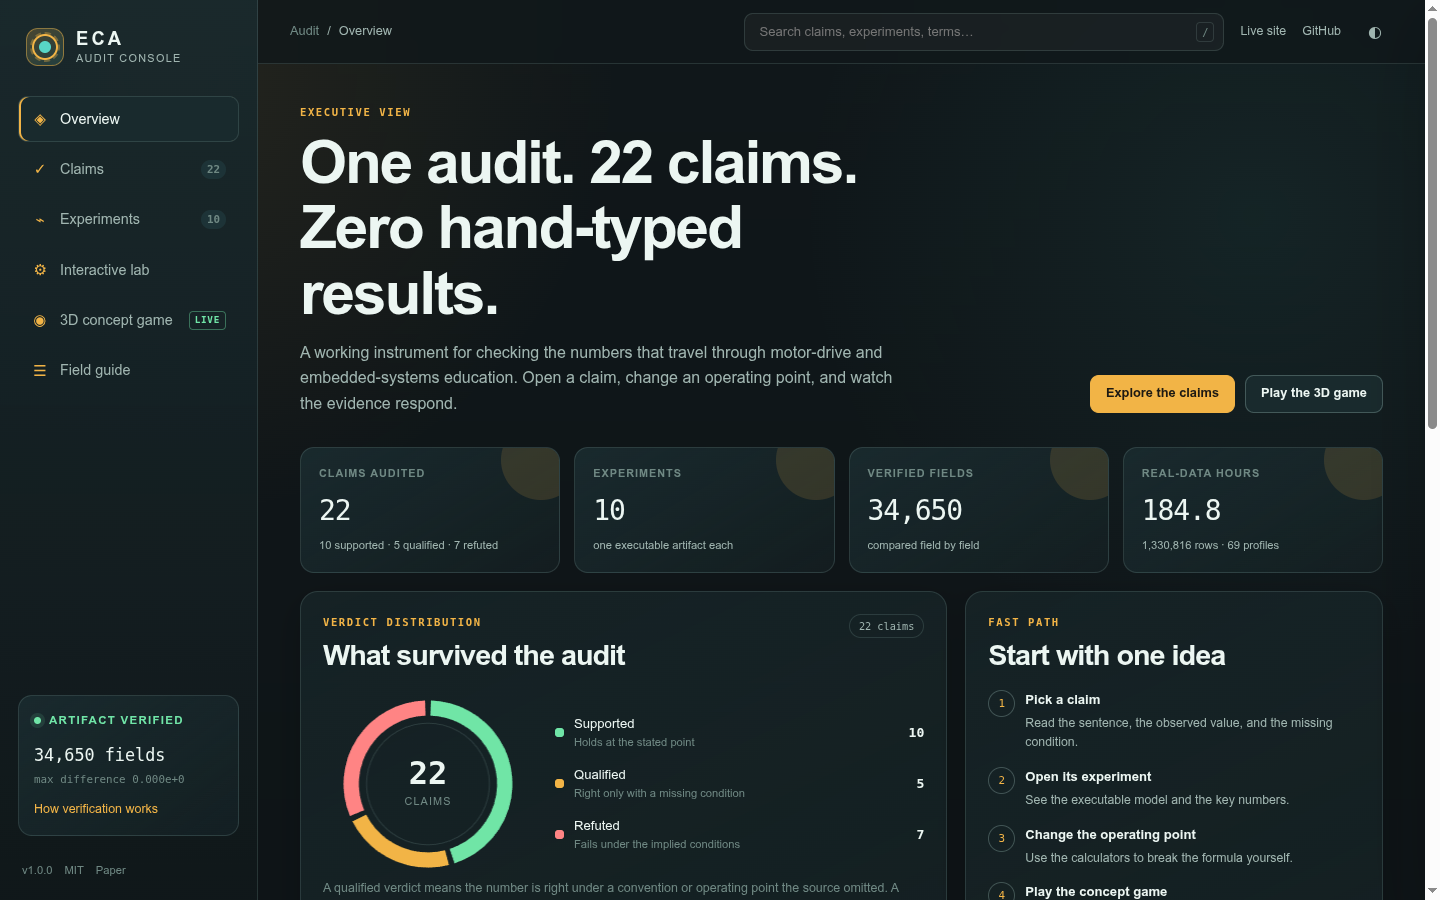 ECA
AUDIT CONSOLE
Overview
Claims 22
Experiments 10
Interactive lab
3D concept game LIVE
Field guide
ARTIFACT VERIFIED
34,650 fields
max difference 0.000e+0
How verification works
v1.0.0 MIT Paper
Audit / Overview
Search claims, experiments, terms… /
Live site GitHub
EXECUTIVE VIEW
One audit. 22 claims.
Zero hand-typed
results.
A working instrument for checking the numbers that travel through motor-drive and
embedded-systems education. Open a claim, change an operating point, and watch
the evidence respond.
Explore the claims
Play the 3D game
CLAIMS AUDITED
22
10 supported · 5 qualified · 7 refuted
EXPERIMENTS
10
one executable artifact each
VERIFIED FIELDS
34,650
compared field by field
REAL-DATA HOURS
184.8
1,330,816 rows · 69 profiles
VERDICT DISTRIBUTION
22 claims
What survived the audit
22
CLAIMS
Supported 10
Holds at the stated point
Qualified 5
Right only with a missing condition
Refuted 7
Fails under the implied conditions
A qualified verdict means the number is right under a convention or operating point the source omitted. A
FAST PATH
Start with one idea
1 Pick a claim
Read the sentence, the observed value, and the missing
condition.
2 Open its experiment
See the executable model and the key numbers.
3 Change the operating point
Use the calculators to break the formula yourself.
4 Play the concept game